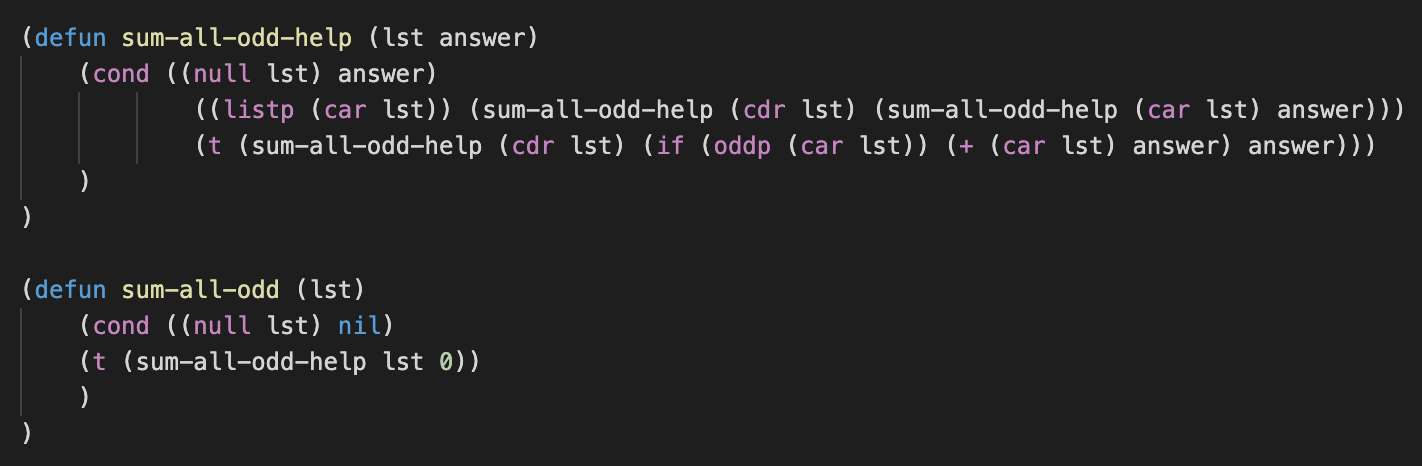 (defun sum-all-odd-help (lst answer)
    (cond ((null lst) answer)
            ((listp (car lst)) (sum-all-odd-help (cdr lst) (sum-all-odd-help (car lst) answer)))
            (t (sum-all-odd-help (cdr lst) (if (oddp (car lst)) (+ (car lst) answer) answer)))
    )
)

(defun sum-all-odd (lst)
    (cond ((null lst) nil)
    (t (sum-all-odd-help lst 0))
    )
)